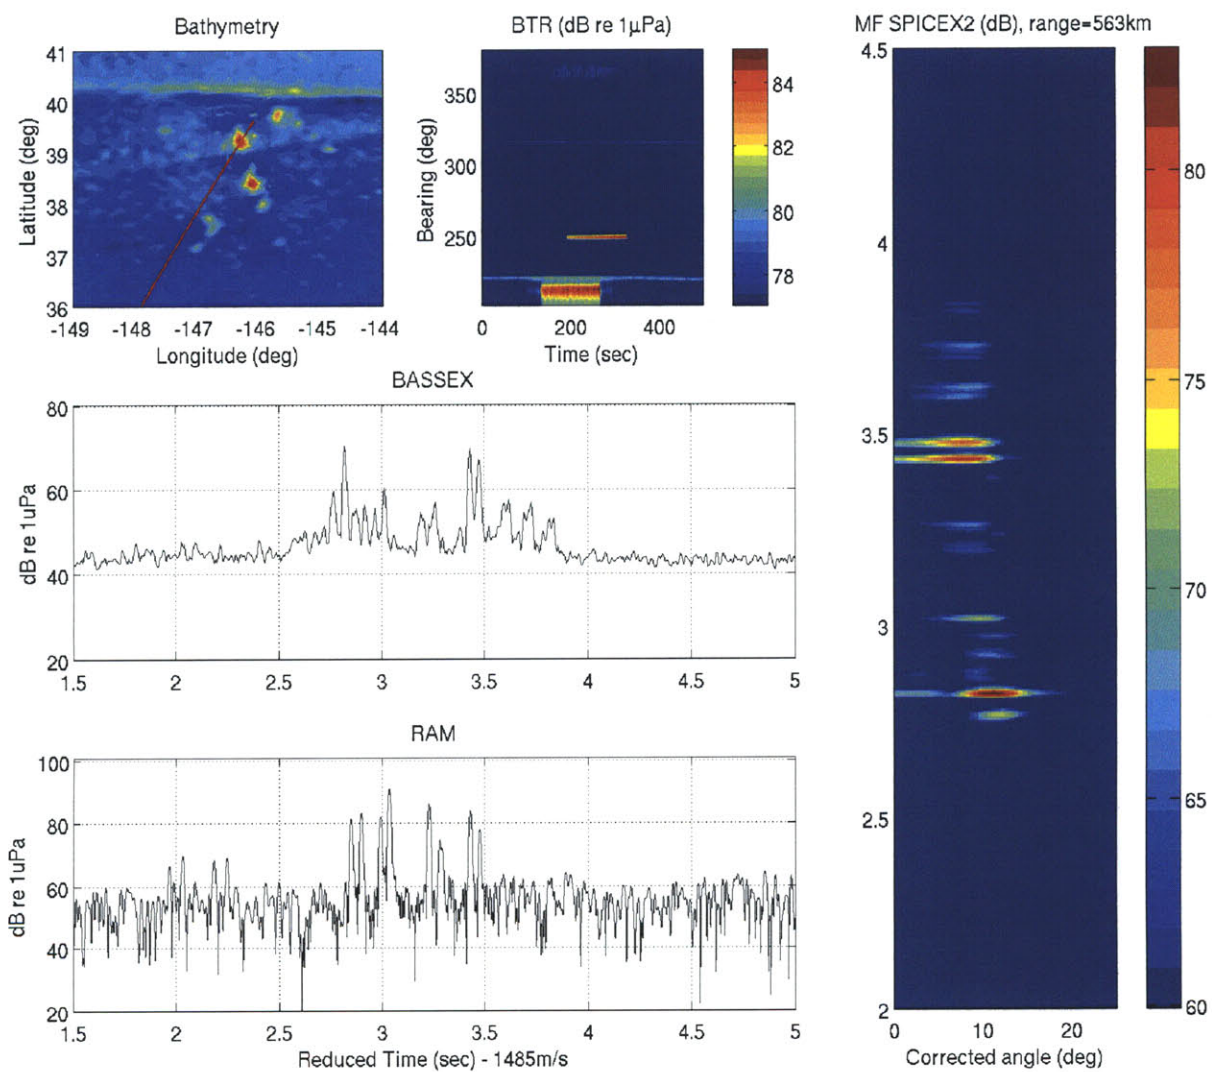 Bathymetry
41
40
39
38
37
36
Latitude (deg)
-149 -148 -147 -146 -145 -144
Longitude (deg)
BTR (dB re 1µPa)
350
300
250
Bearing (deg)
0 200 400
Time (sec)
84
82
80
78
MF SPICEX2 (dB), range=563km
4.5
4
3.5
3
2.5
2
0 10 20
Corrected angle (deg)
80
75
70
65
60
BASSEX
80
60
40
20
dB re 1uPa
1.5 2 2.5 3 3.5 4 4.5 5
RAM
100
80
60
40
20
dB re 1uPa
1.5 2 2.5 3 3.5 4 4.5 5
Reduced Time (sec) - 1485m/s